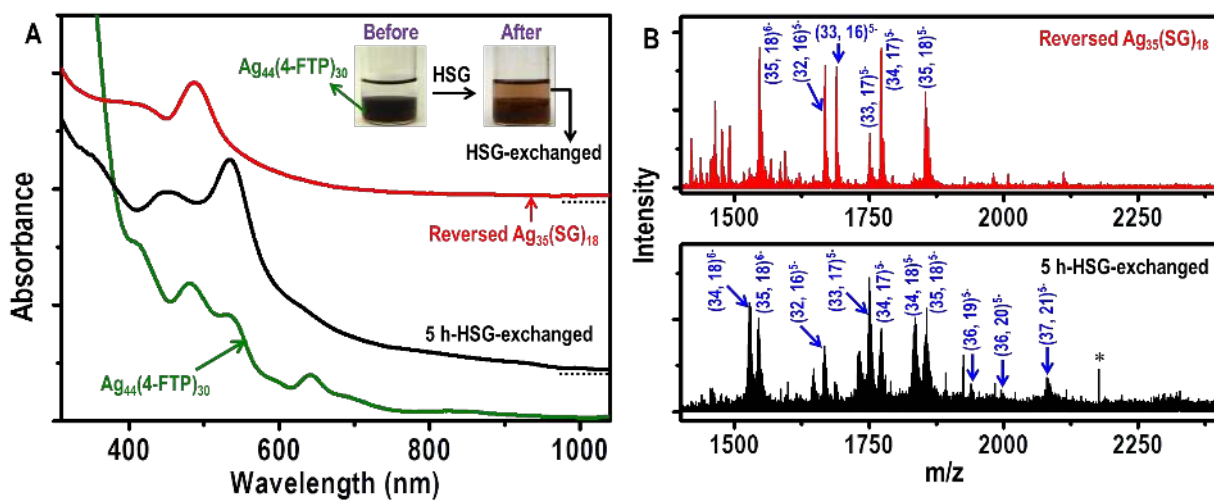 A
Before
After
Ag₄₄(4-FTP)₃₀
HSG
HSG-exchanged
Reversed Ag₃₅(SG)₁₈
5 h-HSG-exchanged
Ag₄₄(4-FTP)₃₀
Absorbance
400 600 800 1000
Wavelength (nm)
B
Reversed Ag₃₅(SG)₁₈
(35, 18)⁶⁻
(32, 16)⁵⁻
(33, 16)⁵⁻
(33, 17)⁵⁻
(34, 17)⁵⁻
(35, 18)⁵⁻
1500 1750 2000 2250
Intensity
5 h-HSG-exchanged
(34, 18)⁶⁻
(35, 18)⁶⁻
(32, 16)⁵⁻
(33, 17)⁵⁻
(34, 17)⁵⁻
(34, 18)⁵⁻
(35, 18)⁵⁻
(36, 19)⁵⁻
(36, 20)⁵⁻
(37, 21)⁵⁻
*
1500 1750 2000 2250
m/z